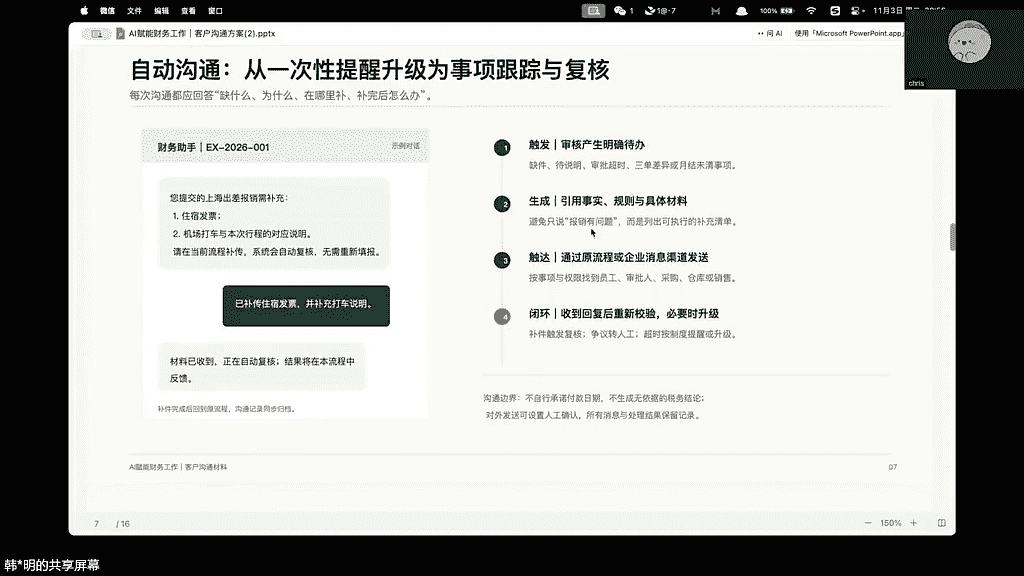 微信 文件 编辑 查看 窗口
1 1@·7 100% 11月3日
AI赋能财务工作｜客户沟通方案(2).pptx
问 AI 使用「Microsoft PowerPoint.app」
chris
自动沟通：从一次性提醒升级为事项跟踪与复核
每次沟通都应回答“缺什么、为什么、在哪里补、补完后怎么办”。
财务助手｜EX-2026-001 示例对话
您提交的上海出差报销需补充：
1. 住宿发票；
2. 机场打车与本次行程的对应说明。
请在当前流程补传，系统会自动复核，无需重新填报。
已补传住宿发票，并补充打车说明。
材料已收到，正在自动复核；结果将在本流程中
反馈。
补件完成后回到原流程，沟通记录同步归档。
1 触发｜审核产生明确待办
缺件、待说明、审批超时、三单差异或月结未清事项。
2 生成｜引用事实、规则与具体材料
避免只说“报销有问题”，而是列出可执行的补充清单。
3 触达｜通过原流程或企业消息渠道发送
按事项与权限找到员工、审批人、采购、仓库或销售。
4 闭环｜收到回复后重新校验，必要时升级
补件触发复核；争议转人工；超时按制度提醒或升级。
沟通边界：不自行承诺付款日期，不生成无依据的税务结论；
对外发送可设置人工确认，所有消息与处理结果保留记录。
AI赋能财务工作｜客户沟通材料 07
7 / 16 150%
韩*明的共享屏幕